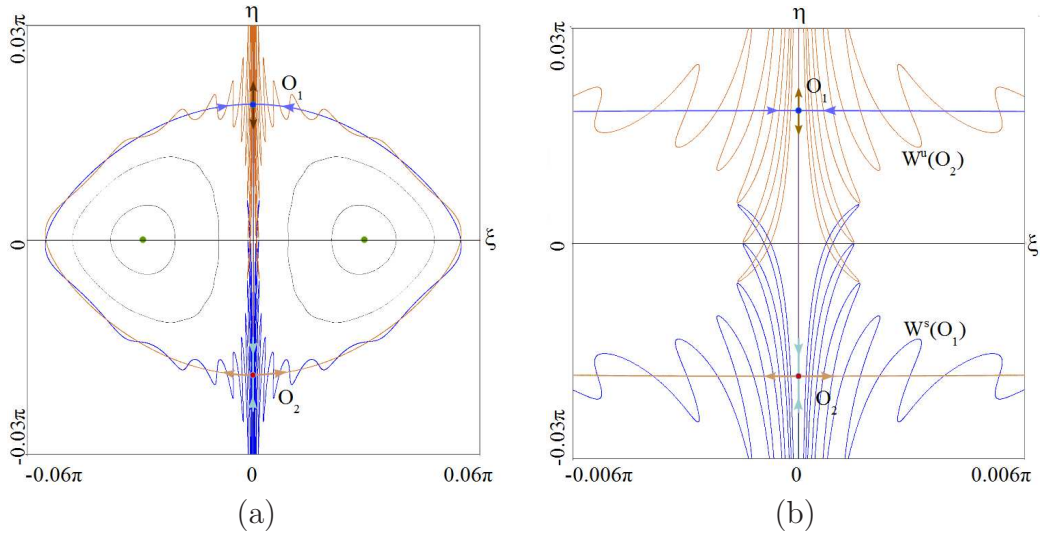 η
0.03π
O₁
0
ξ
O₂
-0.03π
-0.06π
0
0.06π
(a)
η
0.03π
O₁
Wᵘ(O₂)
0
ξ
Wˢ(O₁)
O₂
-0.03π
-0.006π
0
0.006π
(b)